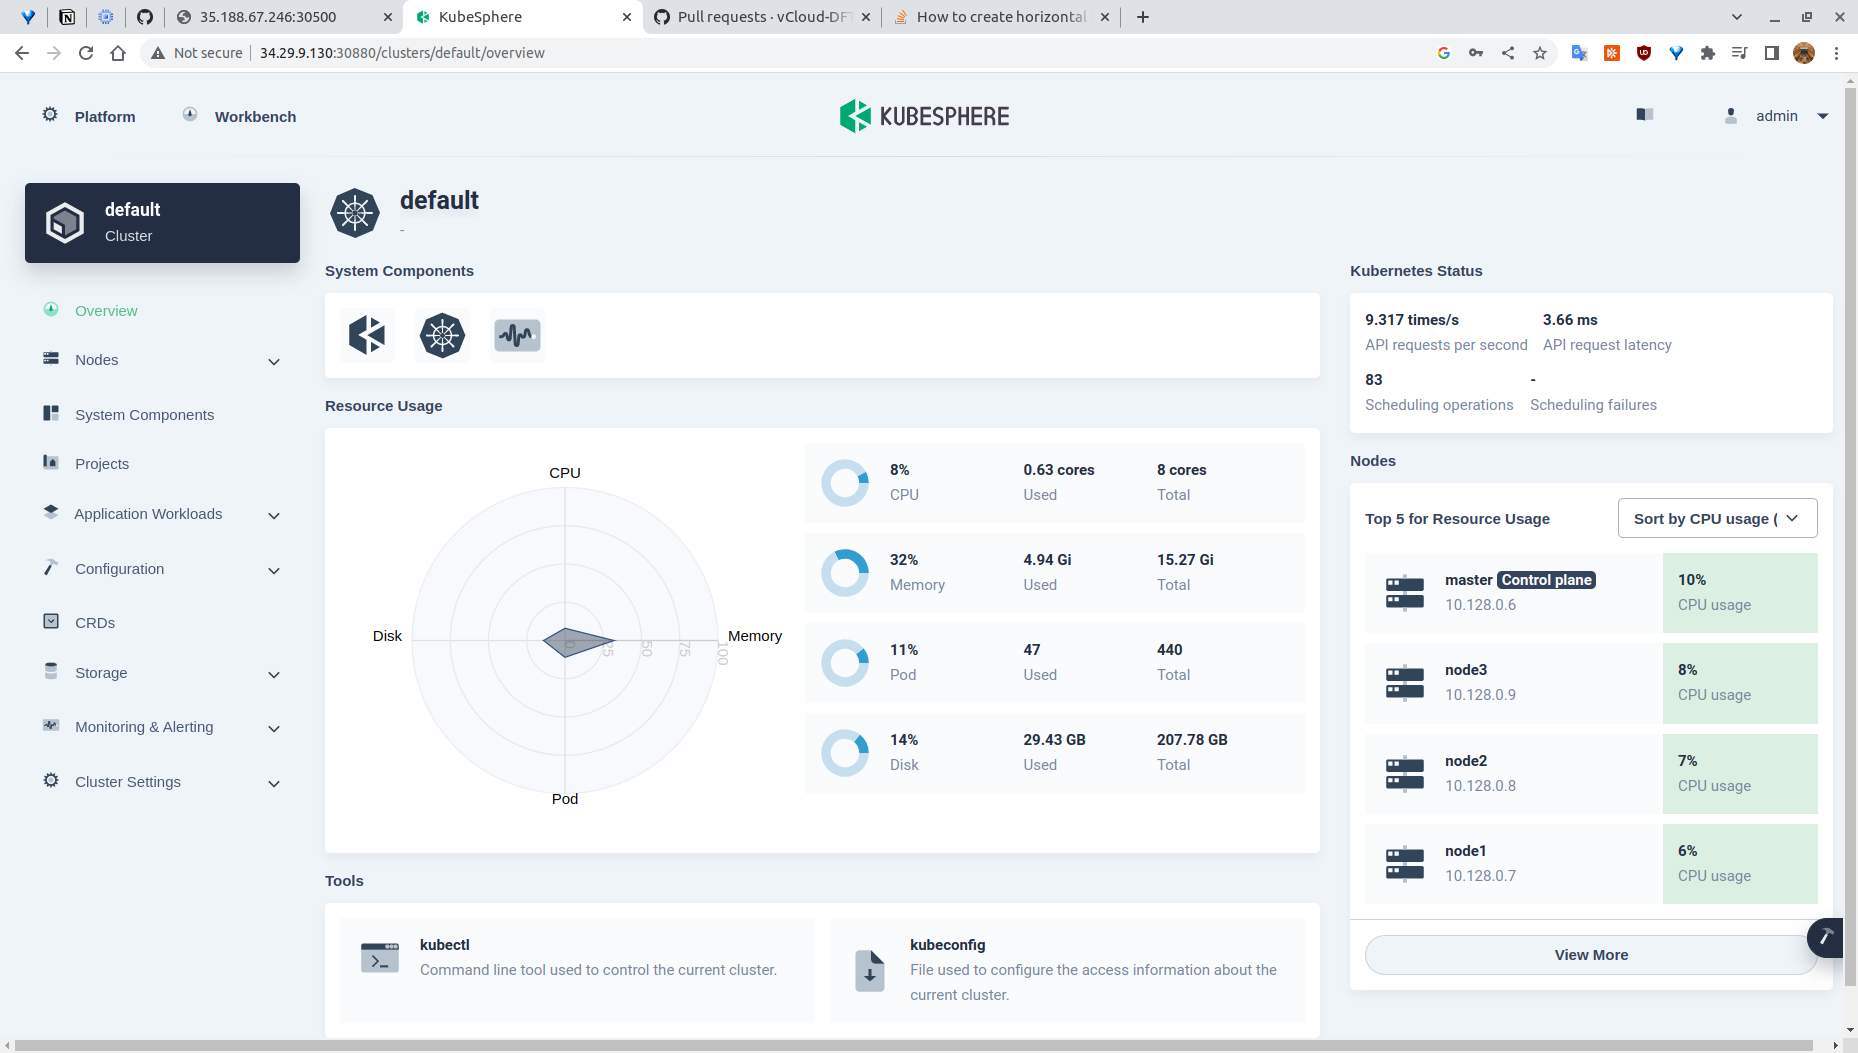 35.188.67.246:30500
KubeSphere
Pull requests · vCloud-DFT
How to create horizontal
Not secure
34.29.9.130:30880/clusters/default/overview
Platform
Workbench
KUBESPHERE
admin
default
Cluster
Overview
Nodes
System Components
Projects
Application Workloads
Configuration
CRDs
Storage
Monitoring & Alerting
Cluster Settings
default
-
System Components
Resource Usage
CPU
Disk
Memory
Pod
0
25
50
75
100
8%
0.63 cores
8 cores
CPU
Used
Total
32%
4.94 Gi
15.27 Gi
Memory
Used
Total
11%
47
440
Pod
Used
Total
14%
29.43 GB
207.78 GB
Disk
Used
Total
Tools
kubectl
Command line tool used to control the current cluster.
kubeconfig
File used to configure the access information about the
current cluster.
Kubernetes Status
9.317 times/s
3.66 ms
API requests per second
API request latency
83
-
Scheduling operations
Scheduling failures
Nodes
Top 5 for Resource Usage
Sort by CPU usage (
master Control plane
10.128.0.6
10%
CPU usage
node3
10.128.0.9
8%
CPU usage
node2
10.128.0.8
7%
CPU usage
node1
10.128.0.7
6%
CPU usage
View More